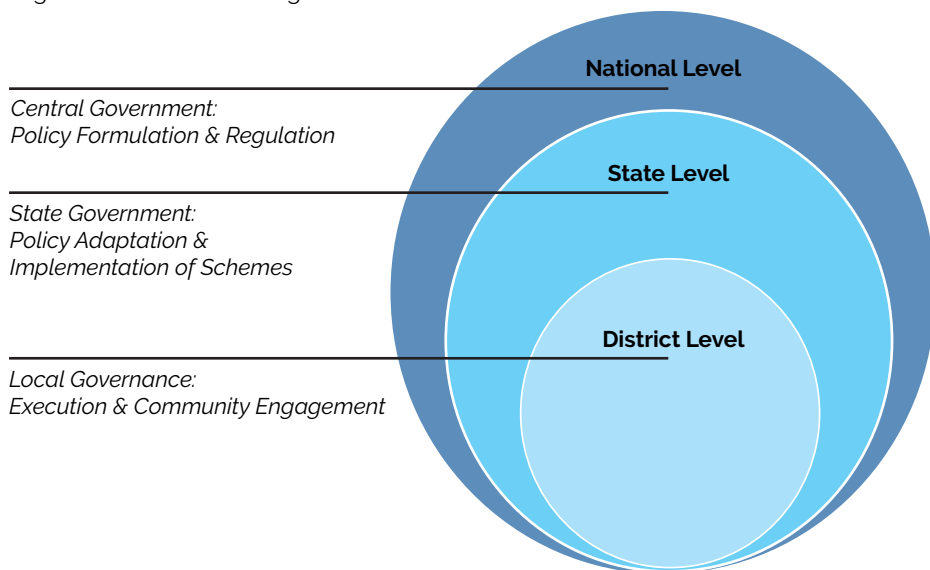 National Level
Central Government:
Policy Formulation & Regulation
State Level
State Government:
Policy Adaptation &
Implementation of Schemes
District Level
Local Governance:
Execution & Community Engagement